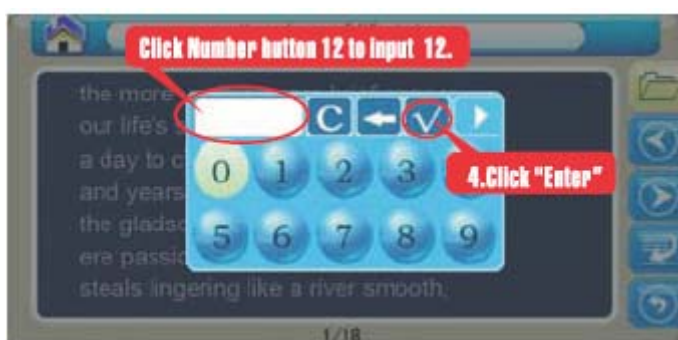 Click Number button 12 to input 12.
the more
our life's
C
a day to c
0 1 2 3
4.Click "Enter"
and years
the gladso
5 6 7 8 9
ere passio
steals lingering like a river smooth,
1/18